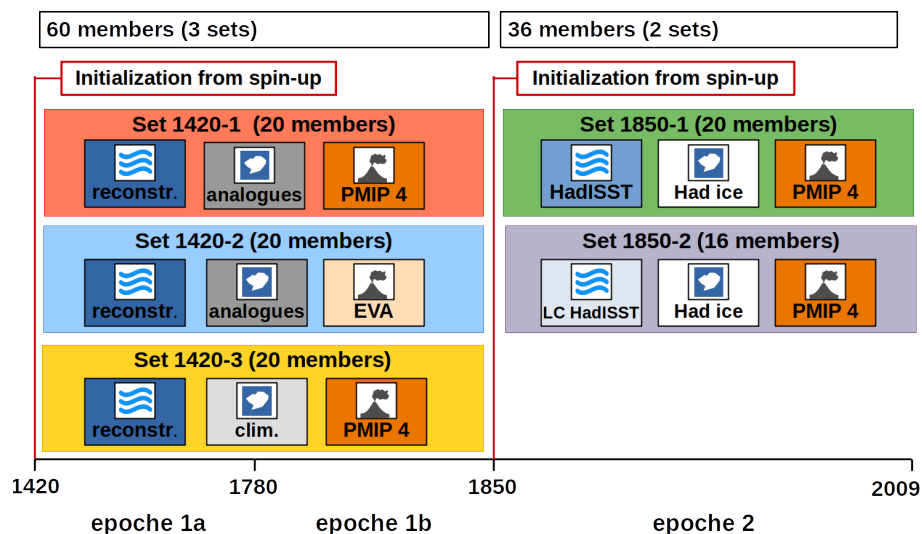 60 members (3 sets)
36 members (2 sets)
Initialization from spin-up
Initialization from spin-up
Set 1420-1 (20 members)
reconstr.
analogues
PMIP 4
Set 1850-1 (20 members)
HadISST
Had ice
PMIP 4
Set 1420-2 (20 members)
reconstr.
analogues
EVA
Set 1850-2 (16 members)
LC HadISST
Had ice
PMIP 4
Set 1420-3 (20 members)
reconstr.
clim.
PMIP 4
1420
1780
1850
2009
epoche 1a
epoche 1b
epoche 2